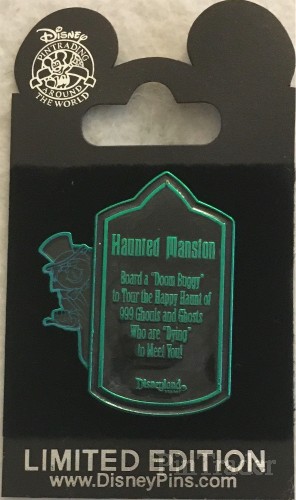 Disney
PIN TRADING
AROUND
THE WORLD
Haunted Mansion
Board a "Doom Buggy"
to Tour the Happy Haunt of
999 Ghouls and Ghosts
Who are "Dying"
to Meet You!
Disneyland
LIMITED EDITION
PinTrader
www.DisneyPins.com